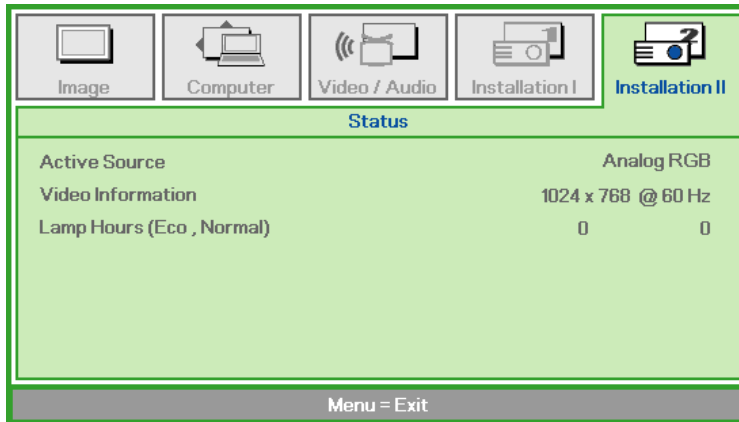 Image Computer Video / Audio Installation I Installation II
Status
Active Source Analog RGB
Video Information 1024 x 768 @ 60 Hz
Lamp Hours (Eco , Normal) 0 0
Menu = Exit